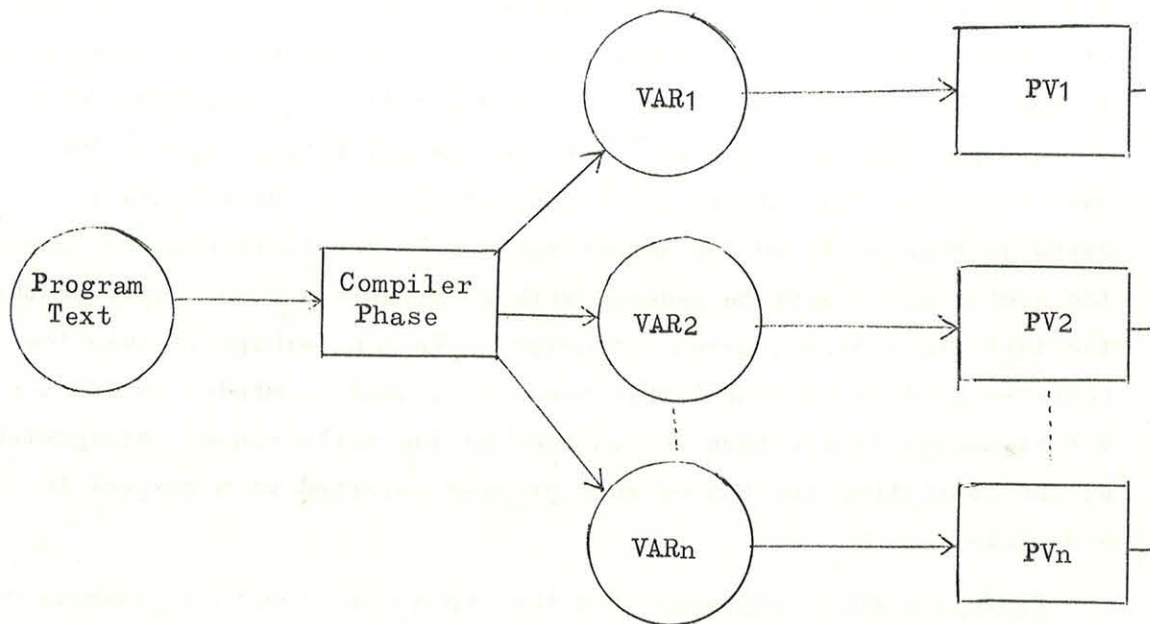 VAR1
PV1
Program
Text
Compiler
Phase
VAR2
PV2
VARn
PVn